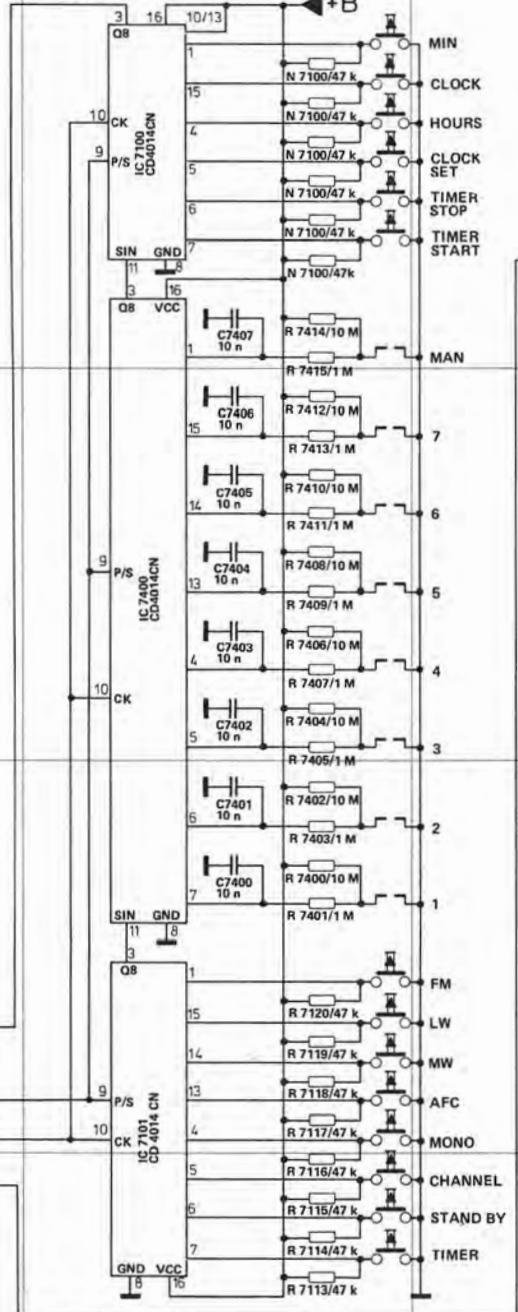 3 16 10/13 +B
Q8
1 MIN
N 7100/47 k
15 CLOCK
N 7100/47 k
10 CK 4 HOURS
N 7100/47 k
9 P/S 5 CLOCK SET
IC 7100
CD4014CN
N 7100/47 k
6 TIMER STOP
N 7100/47 k
7 TIMER START
SIN GND
11 8
N 7100/47k
3 16
Q8 VCC
R 7414/10 M
C7407
10 n
1 MAN
R 7415/1 M
R 7412/10 M
C7406
10 n
15 7
R 7413/1 M
R 7410/10 M
C7405
10 n
14 6
R 7411/1 M
R 7408/10 M
C7404
10 n
9 P/S
13 5
R 7409/1 M
IC 7400
CD4014CN
R 7406/10 M
C7403
10 n
4 4
R 7407/1 M
10 CK
R 7404/10 M
C7402
10 n
5 3
R 7405/1 M
R 7402/10 M
C7401
10 n
6 2
R 7403/1 M
R 7400/10 M
C7400
10 n
7 1
R 7401/1 M
SIN GND
11 8
3
Q8
1 FM
R 7120/47 k
15 LW
R 7119/47 k
14 MW
R 7118/47 k
9 P/S 13 AFC
R 7117/47 k
10 CK 4 MONO
IC 7101
CD 4014 CN
R 7116/47 k
5 CHANNEL
R 7115/47 k
6 STAND BY
R 7114/47 k
7 TIMER
GND VCC
8 16
R 7113/47 k